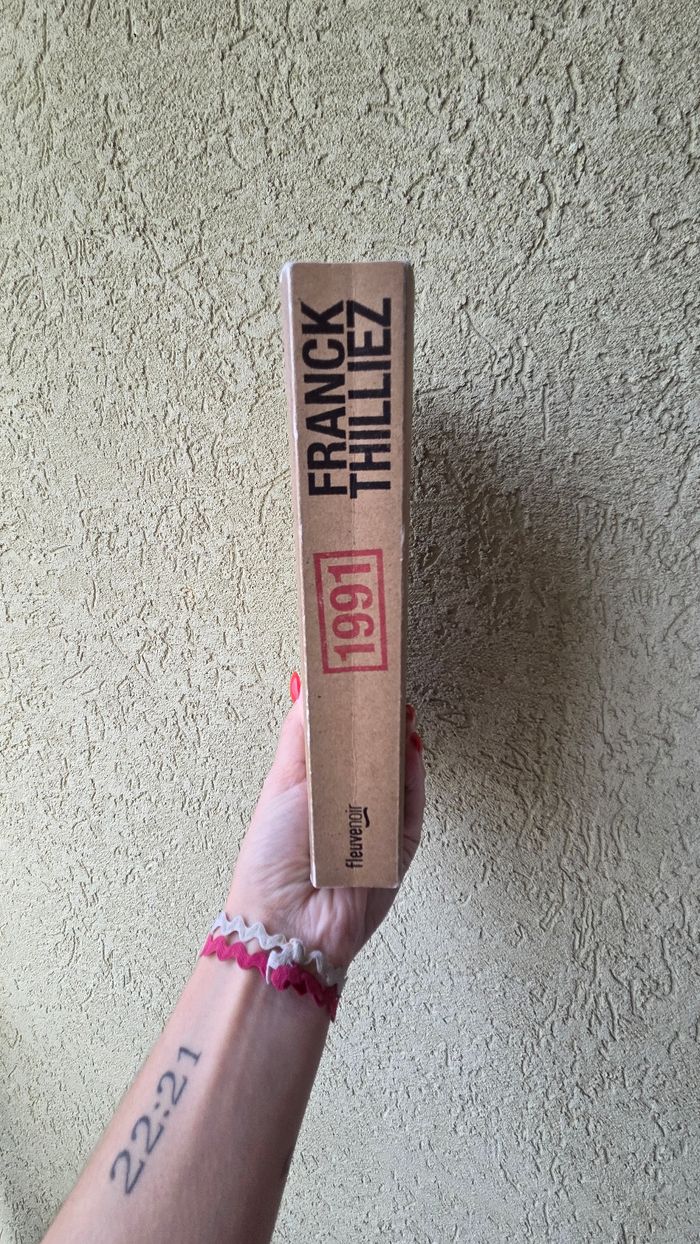 FRANCK
THILLIEZ
1991
fleuvenoir
22:21